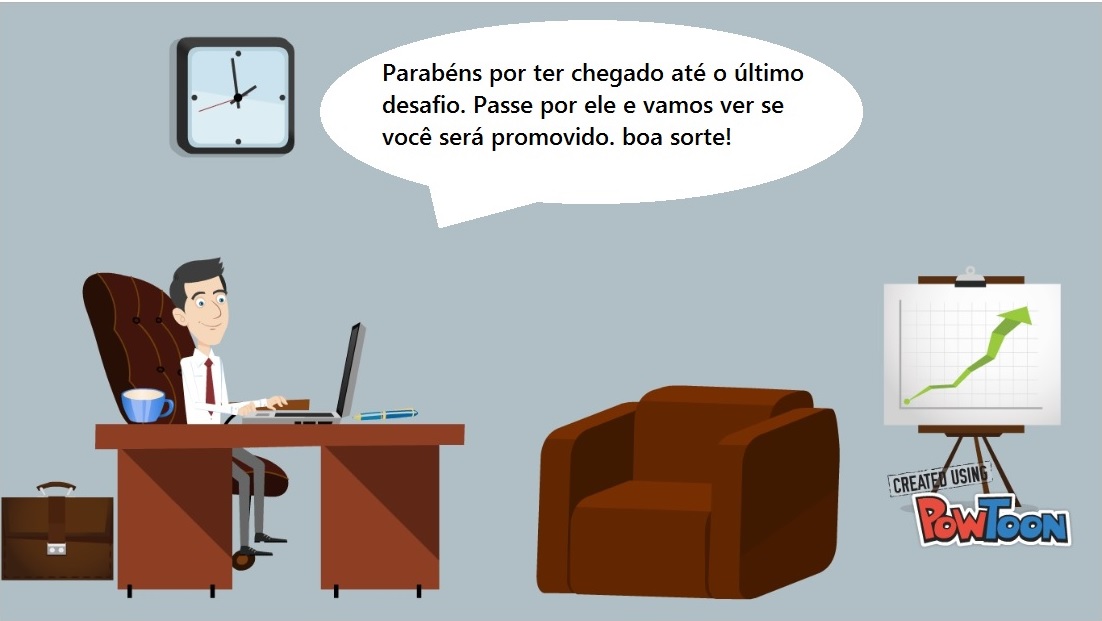 Parabéns por ter chegado até o último
desafio. Passe por ele e vamos ver se
você será promovido. boa sorte!
CREATED USING
POWTOON